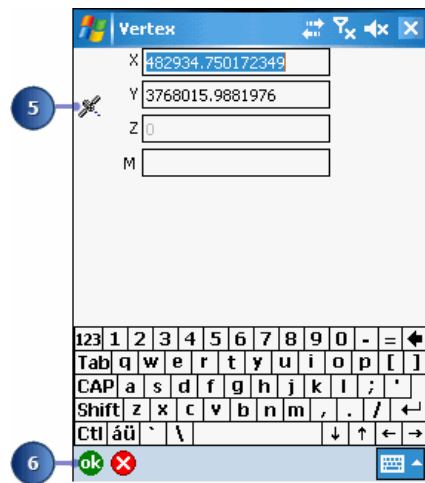 Vertex
X 482934.750172349
5
Y 3768015.9881976
Z 0
M
123 1 2 3 4 5 6 7 8 9 0 - =
Tab q w e r t y u i o p [ ]
CAP a s d f g h j k l ; '
Shift z x c v b n m , . /
Ctl áü ` \
6
ok